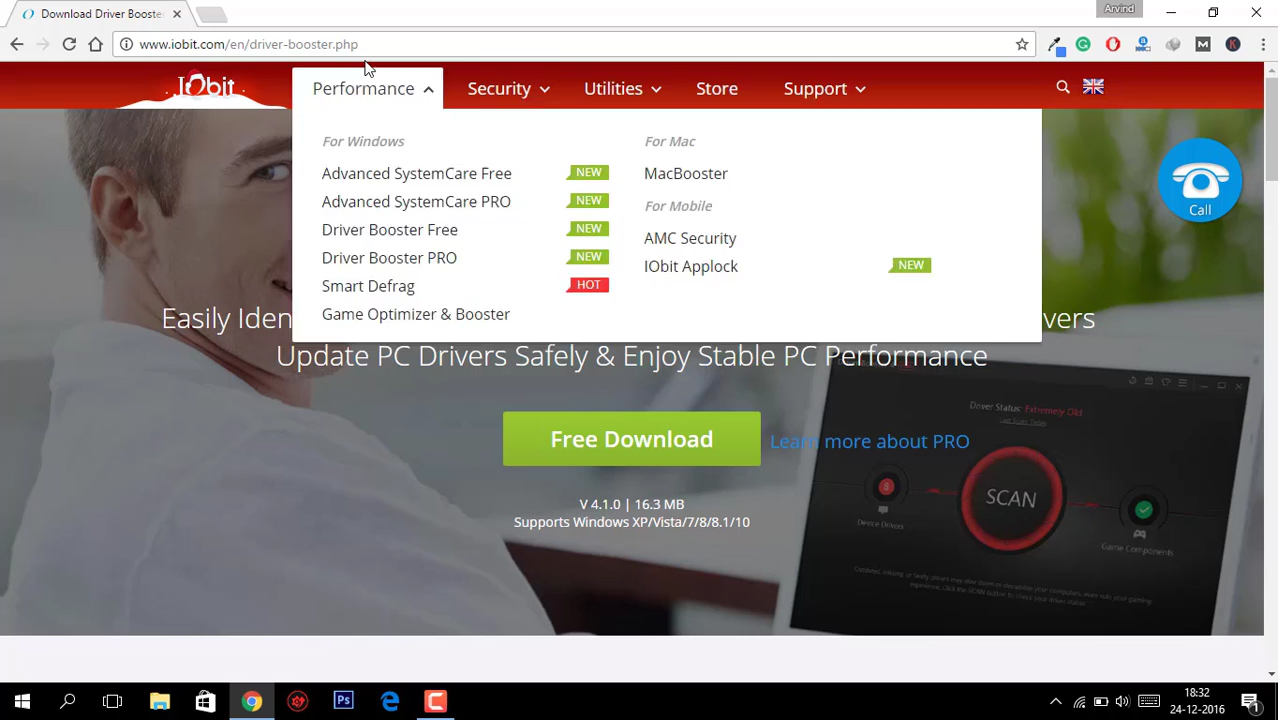 Download Driver Booste
Arvind
www.iobit.com/en/driver-booster.php
IObit
Performance
Security
Utilities
Store
Support
For Windows
Advanced SystemCare Free NEW
Advanced SystemCare PRO NEW
Driver Booster Free NEW
Driver Booster PRO NEW
Smart Defrag HOT
Game Optimizer & Booster
For Mac
MacBooster
For Mobile
AMC Security
IObit Applock NEW
Call
Easily Iden vers
Update PC Drivers Safely & Enjoy Stable PC Performance
Free Download
Learn more about PRO
V 4.1.0 | 16.3 MB
Supports Windows XP/Vista/7/8/8.1/10
Driver Status: Extremely Old
SCAN
Device Drivers
Game Components
18:32
24-12-2016